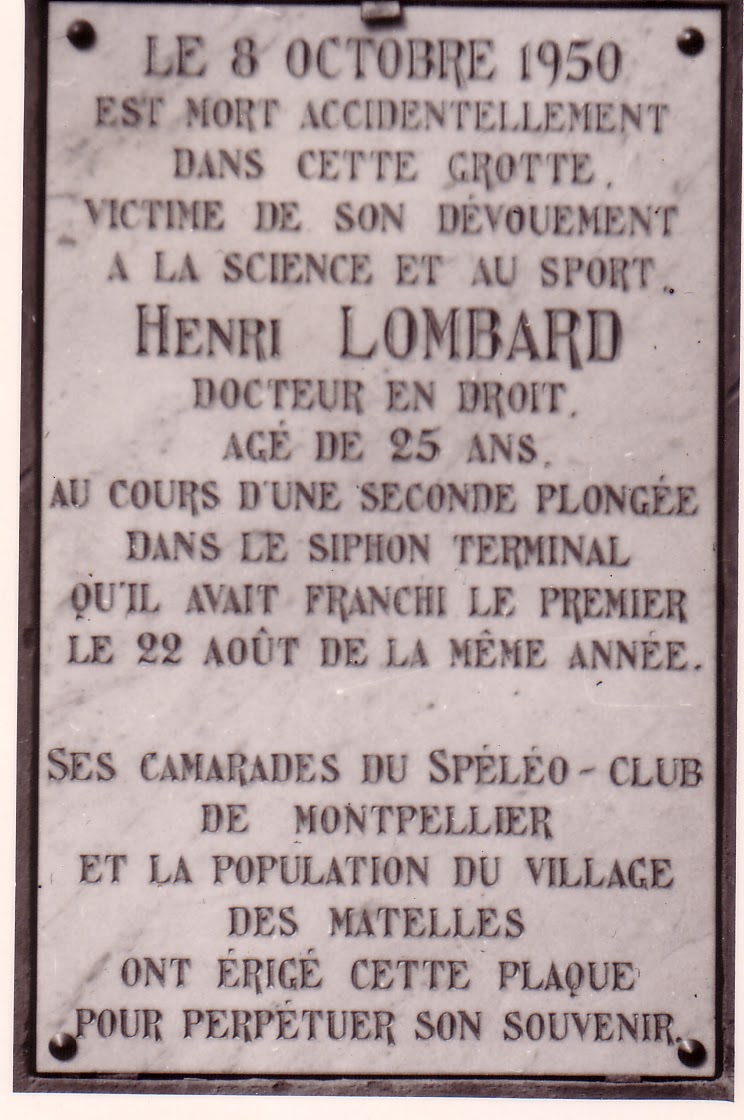 LE 8 OCTOBRE 1950
EST MORT ACCIDENTELLEMENT
DANS CETTE GROTTE,
VICTIME DE SON DÉVOUEMENT
A LA SCIENCE ET AU SPORT,
HENRI LOMBARD
DOCTEUR EN DROIT,
AGÉ DE 25 ANS,
AU COURS D'UNE SECONDE PLONGÉE
DANS LE SIPHON TERMINAL
QU'IL AVAIT FRANCHI LE PREMIER
LE 22 AOÛT DE LA MÊME ANNÉE.
SES CAMARADES DU SPÉLÉO-CLUB
DE MONTPELLIER
ET LA POPULATION DU VILLAGE
DES MATELLES
ONT ÉRIGÉ CETTE PLAQUE
POUR PERPÉTUER SON SOUVENIR.